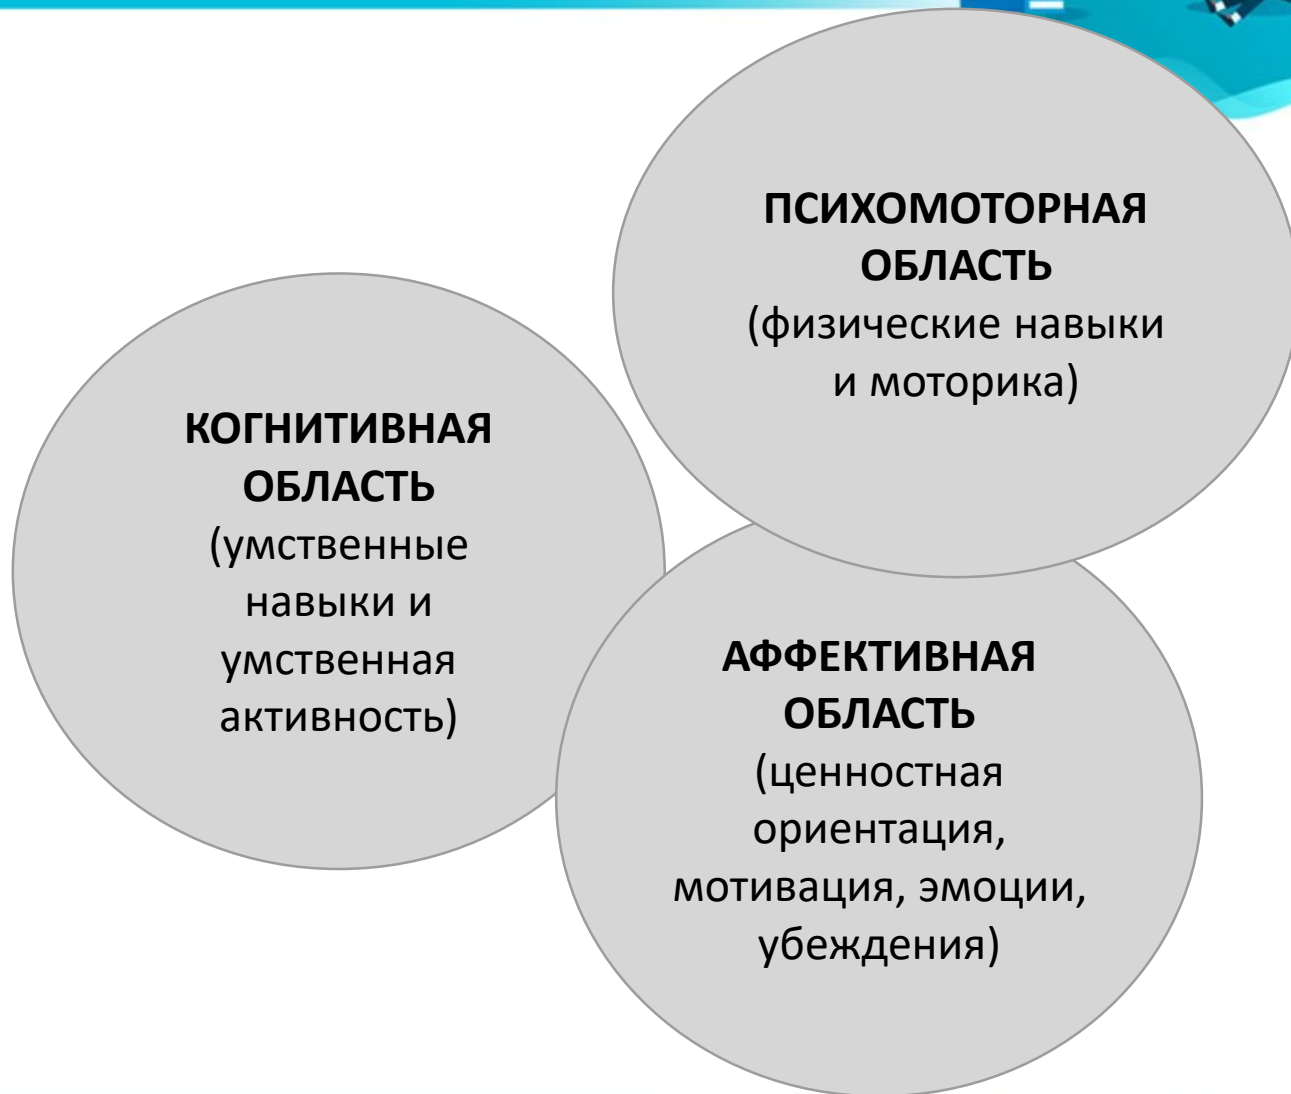 ПСИХОМОТОРНАЯ
ОБЛАСТЬ
(физические навыки
и моторика)
КОГНИТИВНАЯ
ОБЛАСТЬ
(умственные
навыки и
умственная
активность)
АФФЕКТИВНАЯ
ОБЛАСТЬ
(ценностная
ориентация,
мотивация, эмоции,
убеждения)